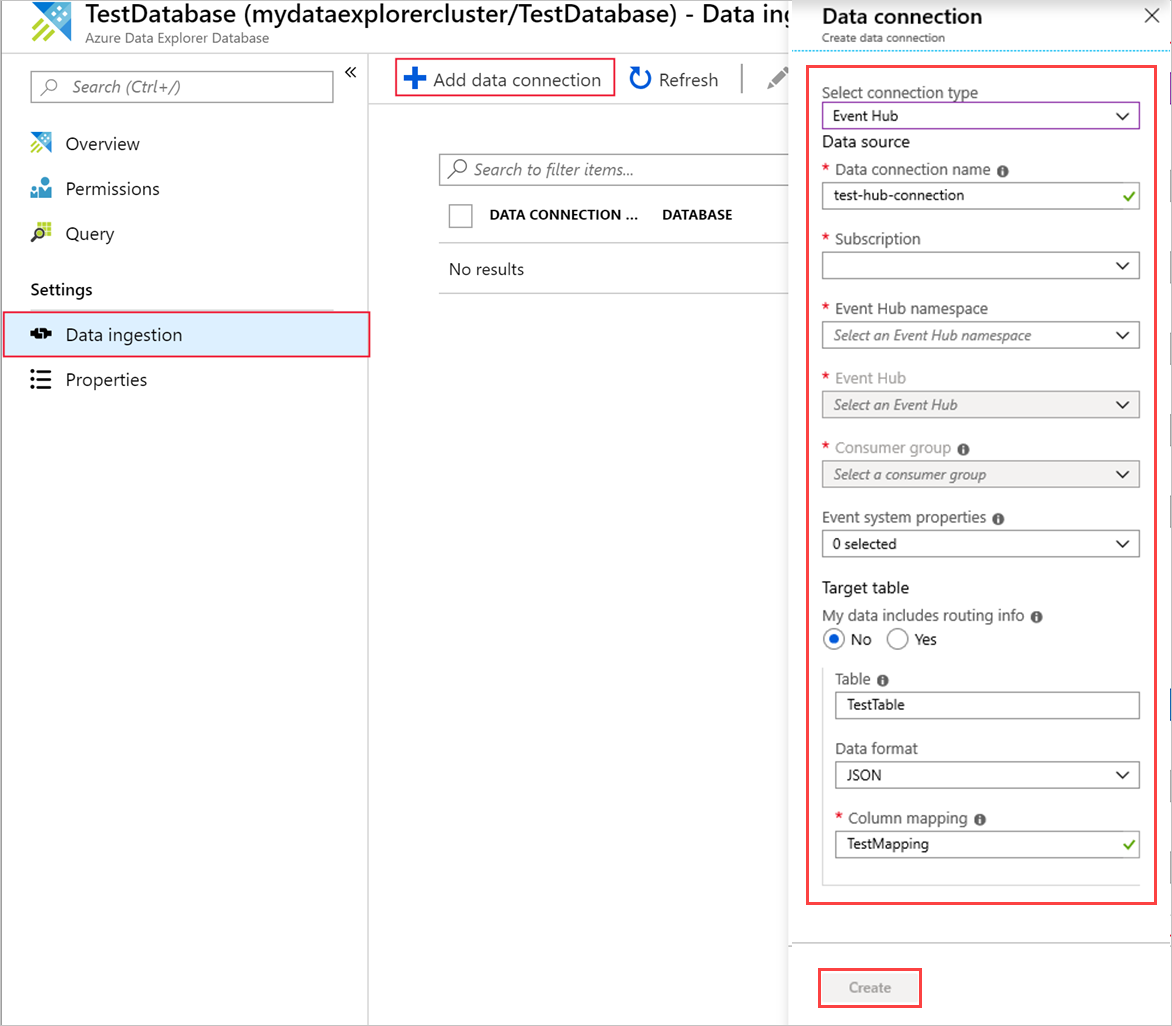 TestDatabase (mydataexplorercluster/TestDatabase) - Data
Azure Data Explorer Database
Search (Ctrl+/)
«
Overview
Permissions
Query
Settings
Data ingestion
Properties
Add data connection
Refresh
Search to filter items...
DATA CONNECTION ...
DATABASE
No results
Data connection
Create data connection
Select connection type
Event Hub
Data source
* Data connection name
test-hub-connection
* Subscription
* Event Hub namespace
Select an Event Hub namespace
* Event Hub
Select an Event Hub
* Consumer group
Select a consumer group
Event system properties
0 selected
Target table
My data includes routing info
No Yes
Table
TestTable
Data format
JSON
* Column mapping
TestMapping
Create